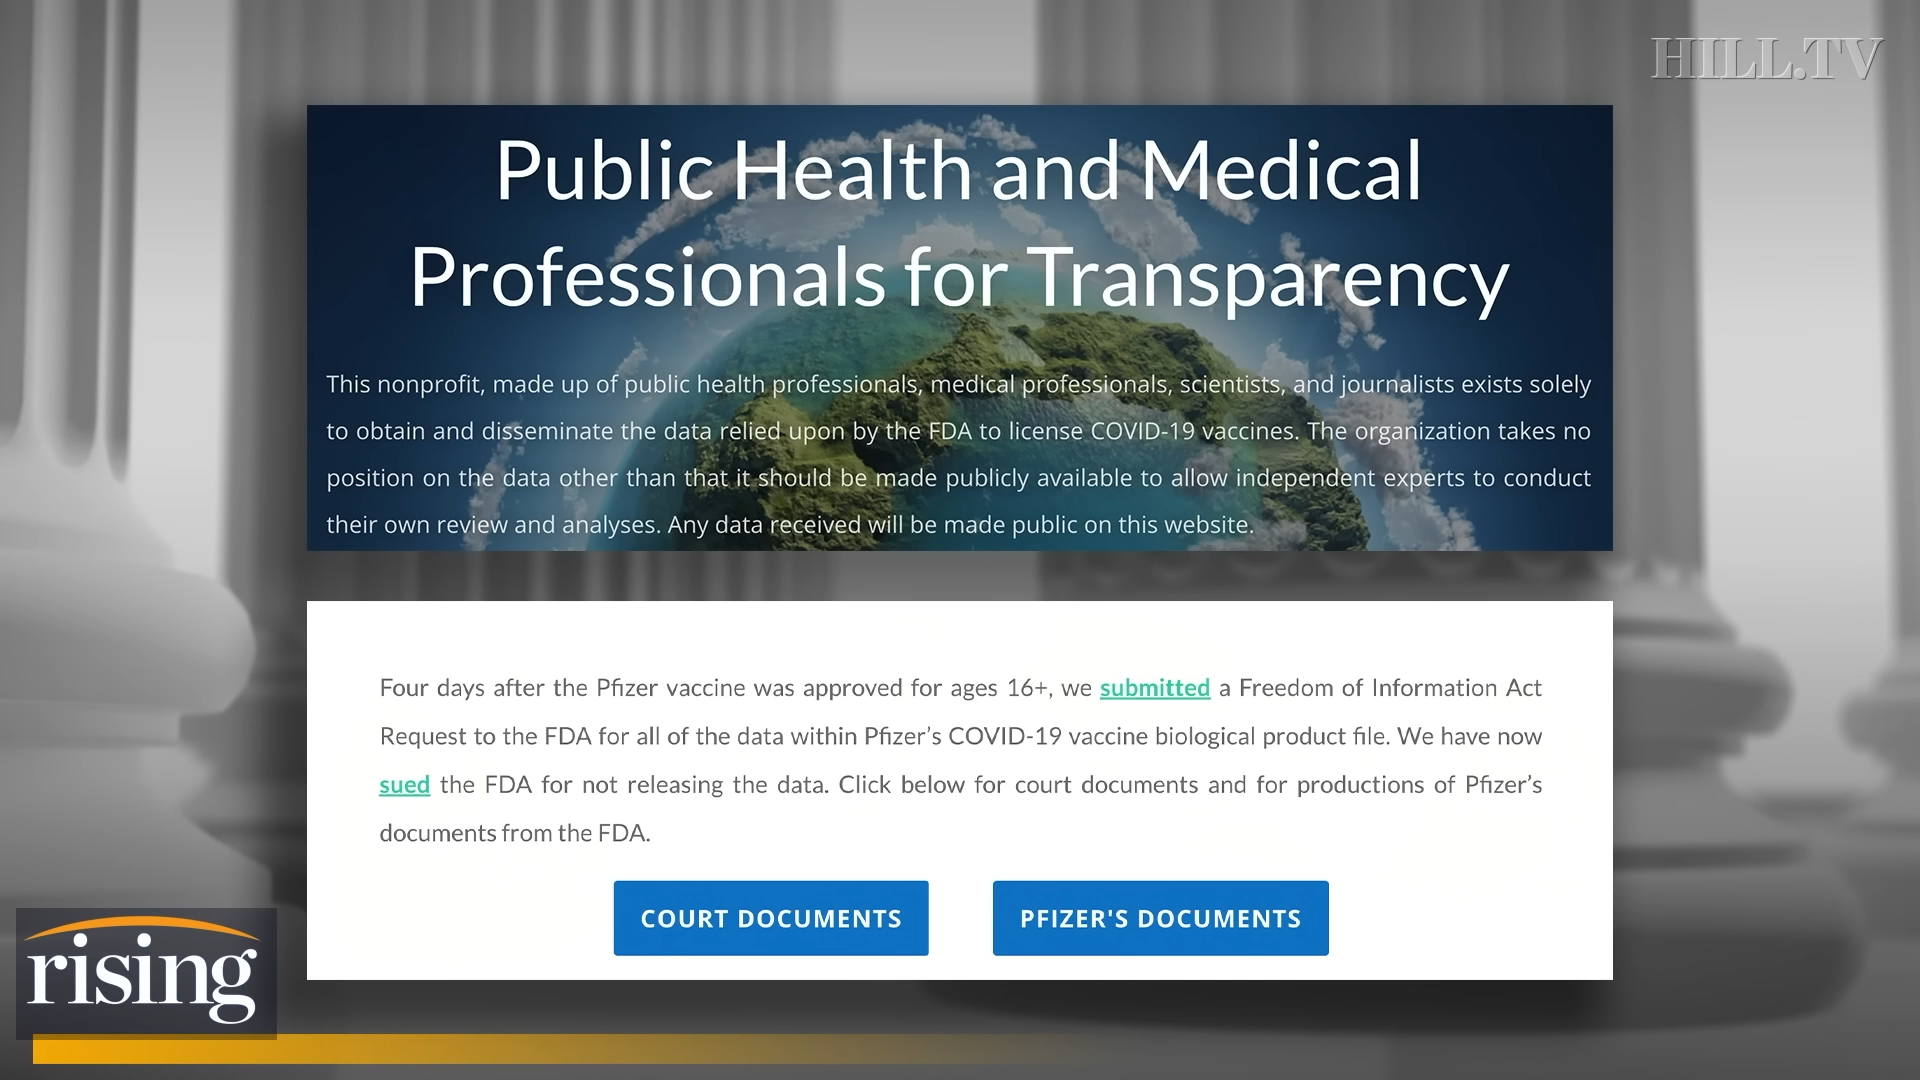 HILL.TV
Public Health and Medical
Professionals for Transparency
This nonprofit, made up of public health professionals, medical professionals, scientists, and journalists exists solely
to obtain and disseminate the data relied upon by the FDA to license COVID-19 vaccines. The organization takes no
position on the data other than that it should be made publicly available to allow independent experts to conduct
their own review and analyses. Any data received will be made public on this website.
Four days after the Pfizer vaccine was approved for ages 16+, we submitted a Freedom of Information Act
Request to the FDA for all of the data within Pfizer’s COVID-19 vaccine biological product file. We have now
sued the FDA for not releasing the data. Click below for court documents and for productions of Pfizer’s
documents from the FDA.
COURT DOCUMENTS
PFIZER'S DOCUMENTS
rising